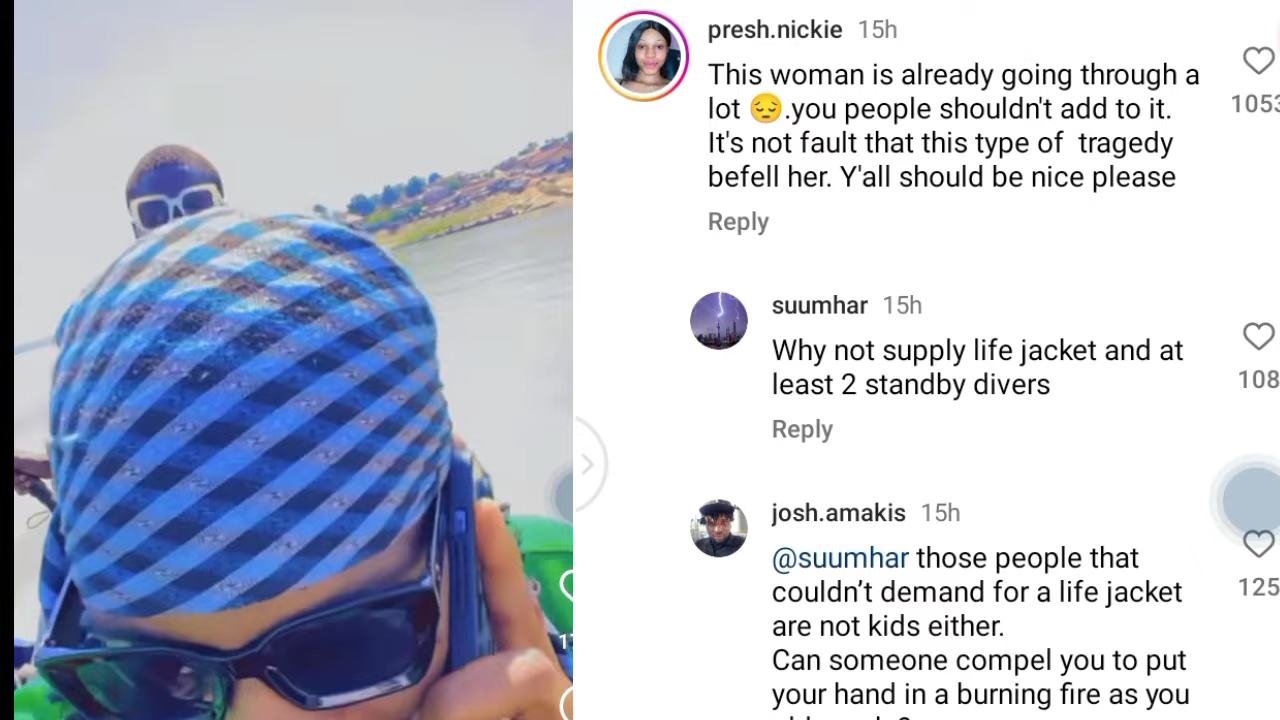 presh.nickie 15h
This woman is already going through a
lot 😔.you people shouldn't add to it.
It's not fault that this type of  tragedy
befell her. Y'all should be nice please
1053
Reply
suumhar 15h
Why not supply life jacket and at
least 2 standby divers
108
Reply
josh.amakis 15h
@suumhar those people that
couldn’t demand for a life jacket
are not kids either.
125
Can someone compel you to put
your hand in a burning fire as you